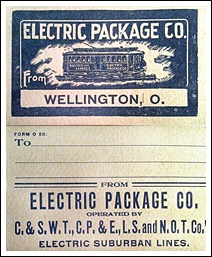 ELECTRIC PACKAGE CO.
From
WELLINGTON, O.
FORM O 50.
To
FROM
ELECTRIC PACKAGE CO.
OPERATED BY
C. & S. W. T., C. P. & E., L. S. and N. O. T. Co.'s
ELECTRIC SUBURBAN LINES.